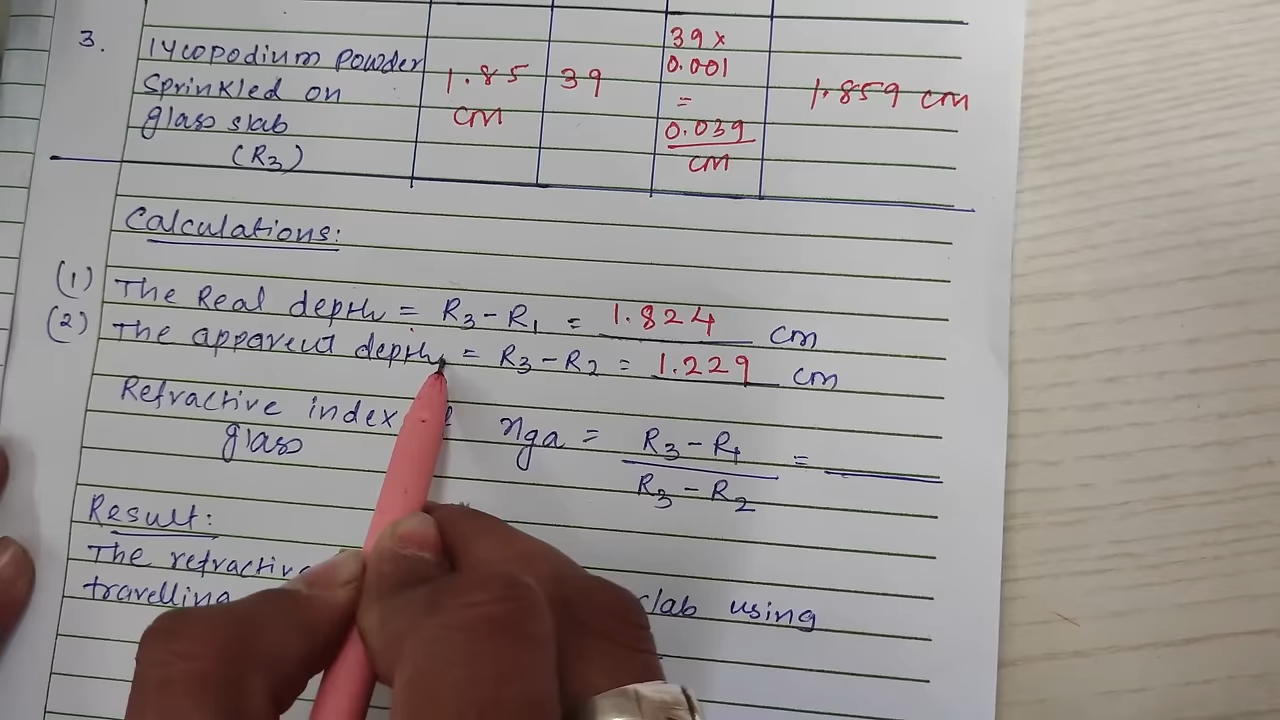 3.
lycopodium powder
sprinkled on
glass slab
(R3)
1.85
cm
39
39 x
0.001
=
0.039
cm
1.859 cm
Calculations:
(1) The Real depth = R3-R1 = 1.824 cm
(2) The apparent depth = R3-R2 = 1.229 cm
Refractive index
glass
nga = R3-R1 / R3-R2 =
Result:
The refractive
travelling slab using